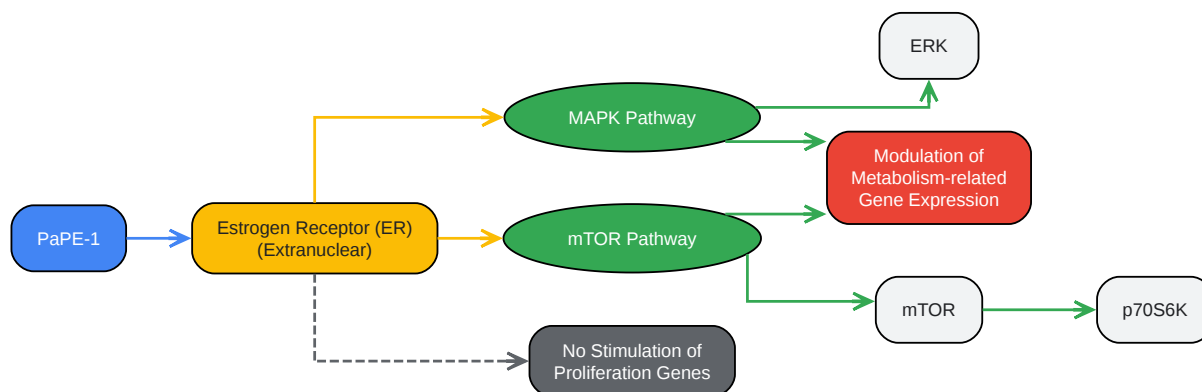 ERK
MAPK Pathway
Modulation of
Metabolism-related
Gene Expression
PaPE-1
Estrogen Receptor (ER)
(Extranuclear)
mTOR Pathway
mTOR
p70S6K
No Stimulation of
Proliferation Genes